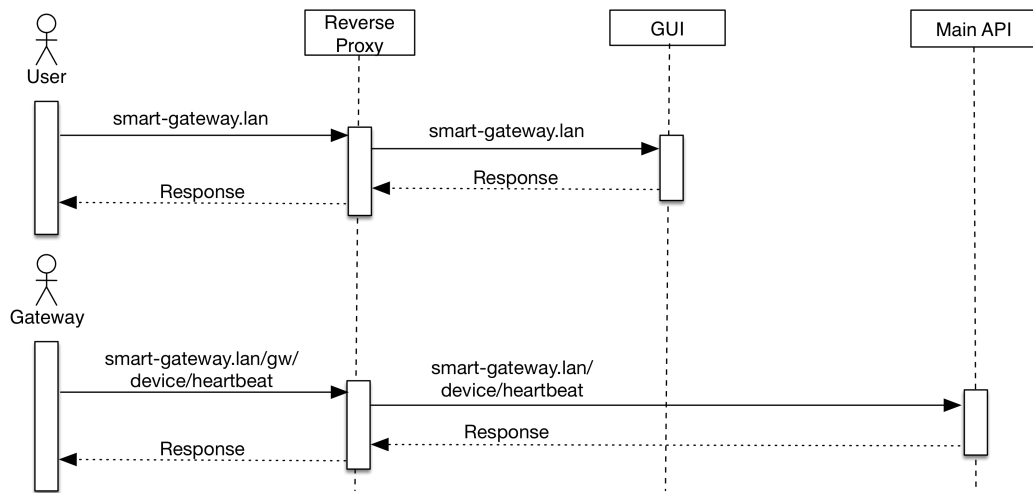 Reverse
Proxy
GUI
Main API
User
smart-gateway.lan
smart-gateway.lan
Response
Response
Gateway
smart-gateway.lan/gw/
device/heartbeat
smart-gateway.lan/
device/heartbeat
Response
Response